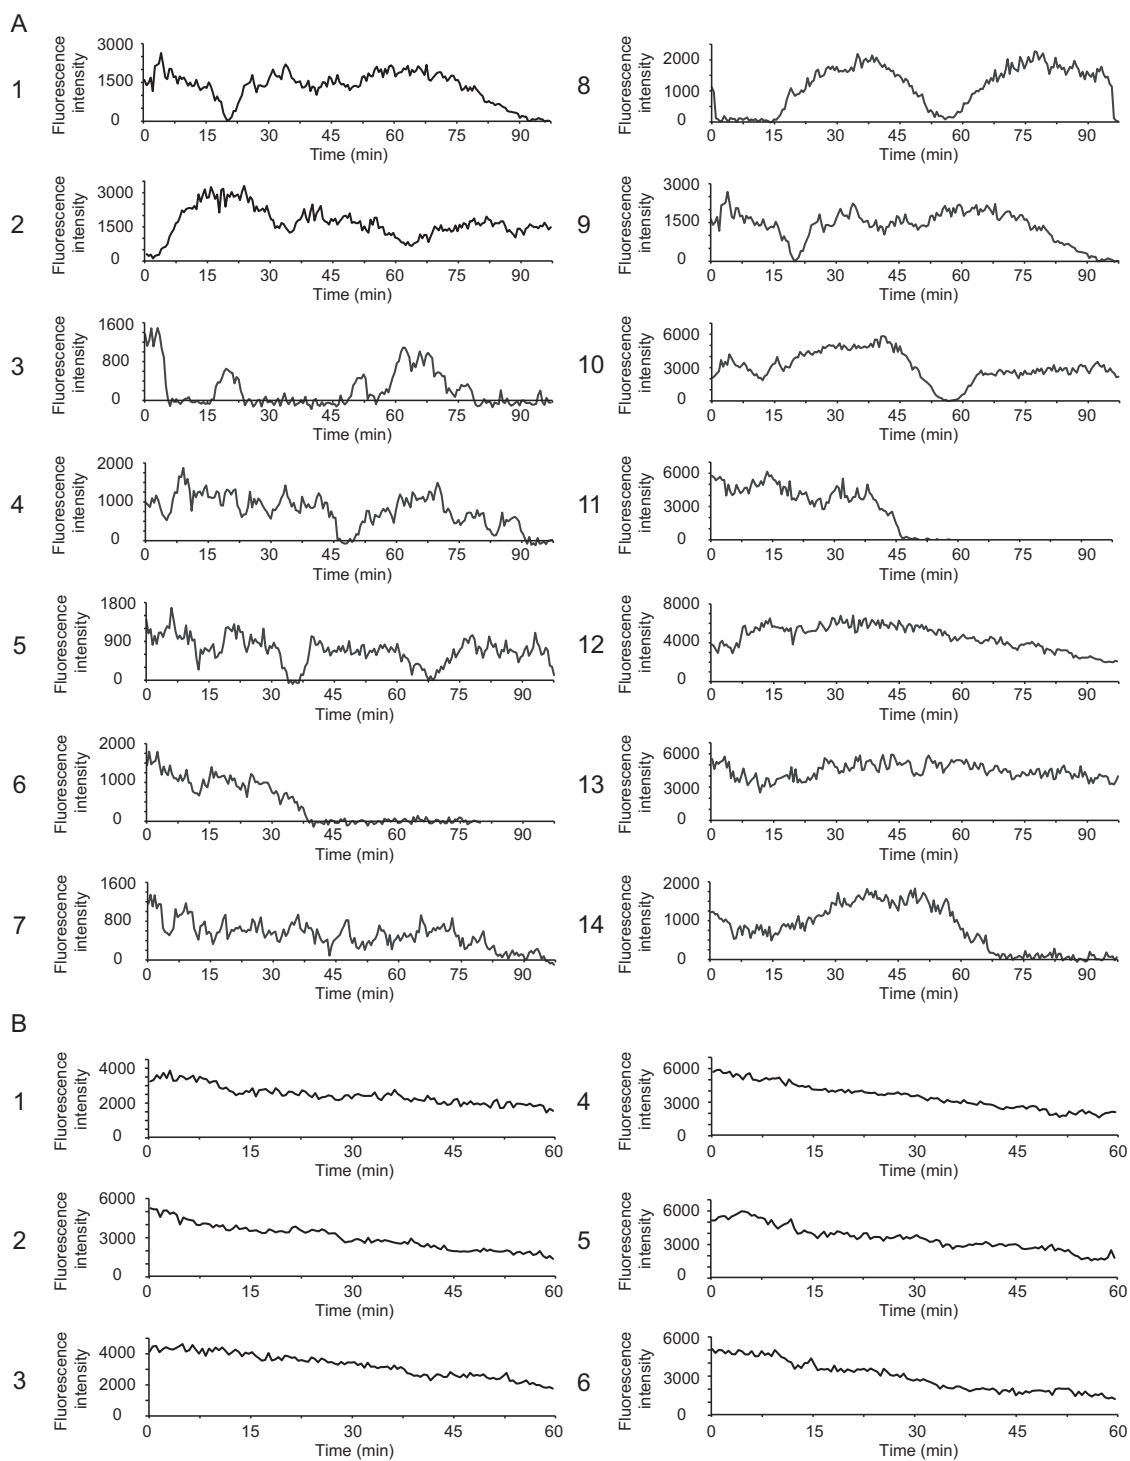 A
1
Fluorescence
intensity
3000
1500
0
0 15 30 45 60 75 90
Time (min)
2
Fluorescence
intensity
3000
1500
0
0 15 30 45 60 75 90
Time (min)
3
Fluorescence
intensity
1600
800
0
0 15 30 45 60 75 90
Time (min)
4
Fluorescence
intensity
2000
1000
0
0 15 30 45 60 75 90
Time (min)
5
Fluorescence
intensity
1800
900
0
0 15 30 45 60 75 90
Time (min)
6
Fluorescence
intensity
2000
1000
0
0 15 30 45 60 75 90
Time (min)
7
Fluorescence
intensity
1600
800
0
0 15 30 45 60 75 90
Time (min)
8
Fluorescence
intensity
2000
1000
0
0 15 30 45 60 75 90
Time (min)
9
Fluorescence
intensity
3000
1500
0
0 15 30 45 60 75 90
Time (min)
10
Fluorescence
intensity
6000
3000
0
0 15 30 45 60 75 90
Time (min)
11
Fluorescence
intensity
6000
3000
0
0 15 30 45 60 75 90
Time (min)
12
Fluorescence
intensity
8000
4000
0
0 15 30 45 60 75 90
Time (min)
13
Fluorescence
intensity
6000
3000
0
0 15 30 45 60 75 90
Time (min)
14
Fluorescence
intensity
2000
1000
0
0 15 30 45 60 75 90
Time (min)
B
1
Fluorescence
intensity
4000
2000
0
0 15 30 45 60
Time (min)
2
Fluorescence
intensity
6000
3000
0
0 15 30 45 60
Time (min)
3
Fluorescence
intensity
4000
2000
0
0 15 30 45 60
Time (min)
4
Fluorescence
intensity
6000
3000
0
0 15 30 45 60
Time (min)
5
Fluorescence
intensity
6000
3000
0
0 15 30 45 60
Time (min)
6
Fluorescence
intensity
6000
3000
0
0 15 30 45 60
Time (min)